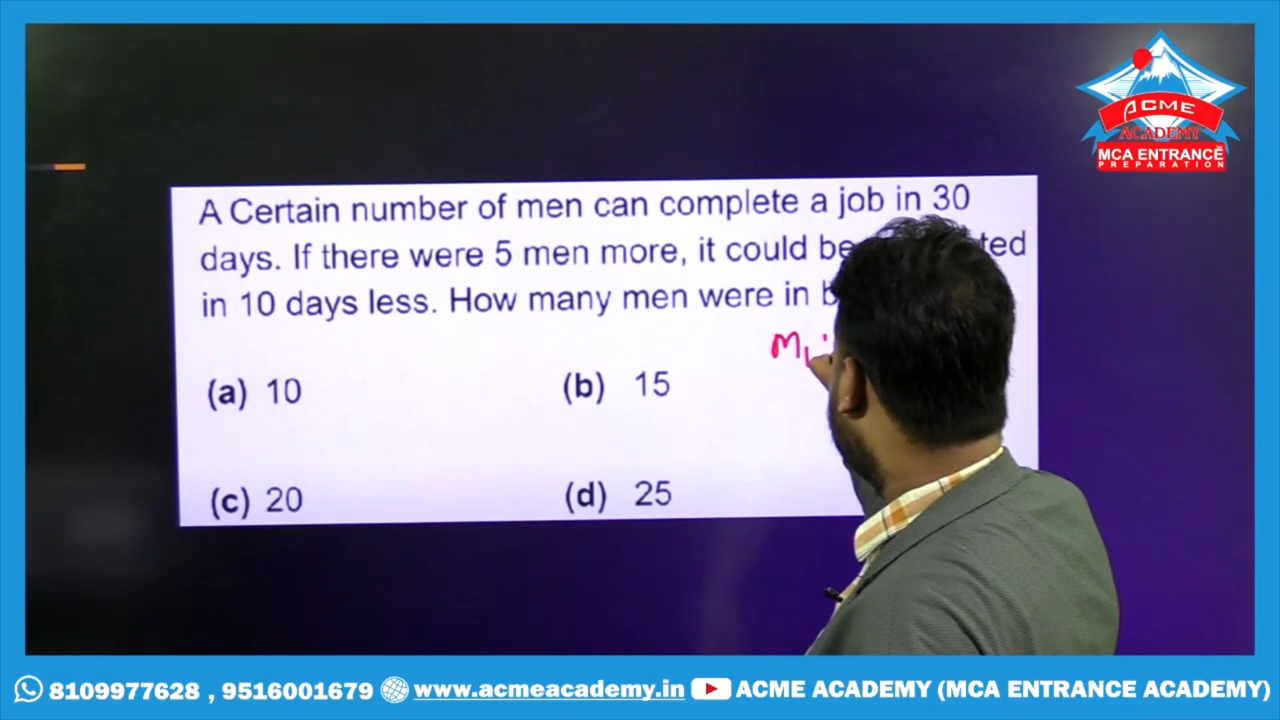 ACME
ACADEMY
MCA ENTRANCE
PREPARATION
A Certain number of men can complete a job in 30
days. If there were 5 men more, it could be
in 10 days less. How many men were in
M₁
(a) 10
(b) 15
(c) 20
(d) 25
8109977628 , 9516001679 www.acmeacademy.in ACME ACADEMY (MCA ENTRANCE ACADEMY)